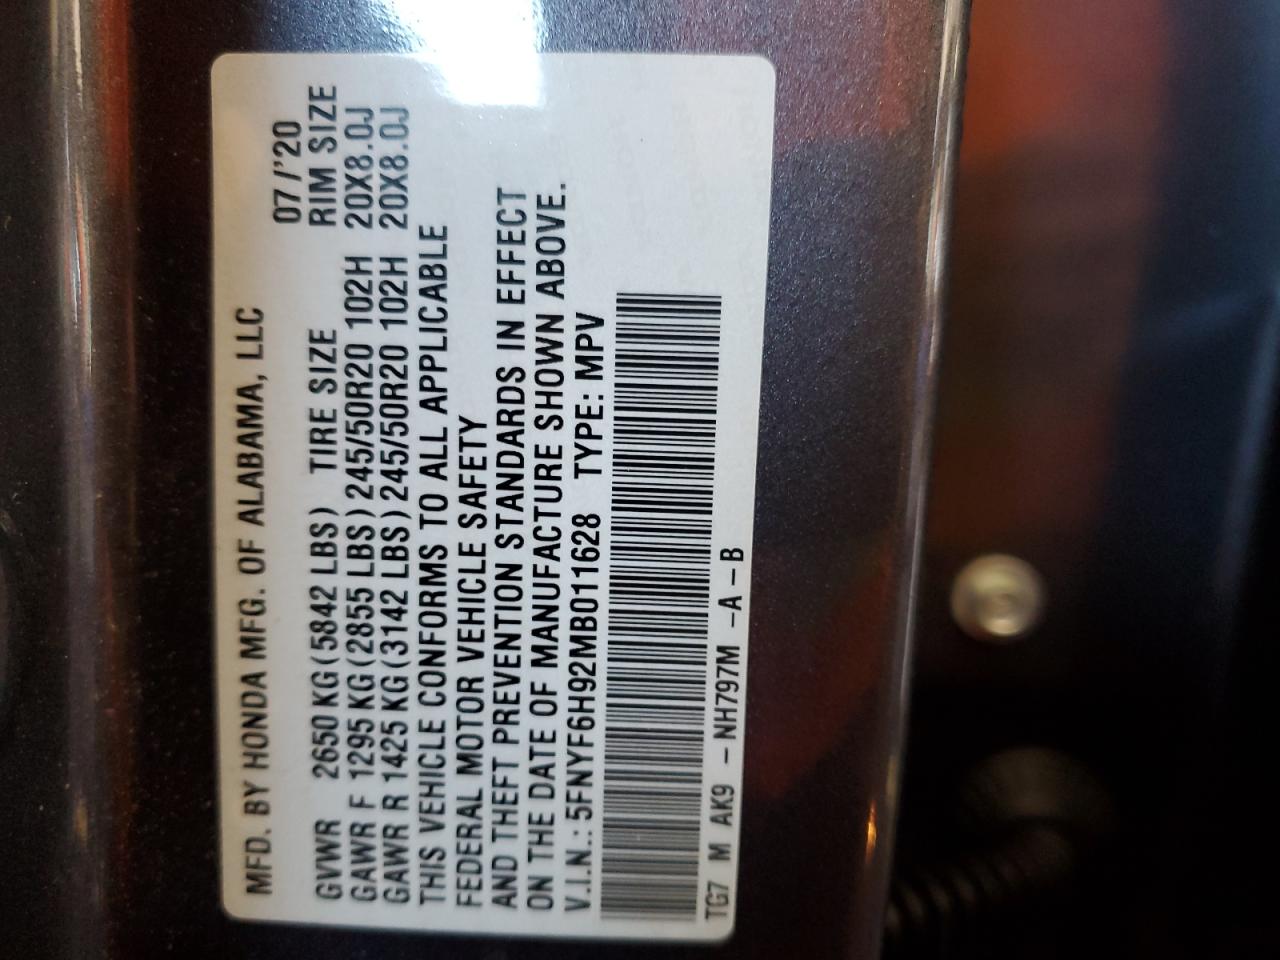 MFD. BY HONDA MFG. OF ALABAMA, LLC
07/'20
GVWR 2650 KG(5842 LBS) TIRE SIZE RIM SIZE
GAWR F 1295 KG(2855 LBS) 245/50R20 102H 20X8.0J
GAWR R 1425 KG(3142 LBS) 245/50R20 102H 20X8.0J
THIS VEHICLE CONFORMS TO ALL APPLICABLE
FEDERAL MOTOR VEHICLE SAFETY
AND THEFT PREVENTION STANDARDS IN EFFECT
ON THE DATE OF MANUFACTURE SHOWN ABOVE.
V.I.N.: 5FNYF6H92MB011628 TYPE: MPV
TG7 M AK9 -NH797M -A-B